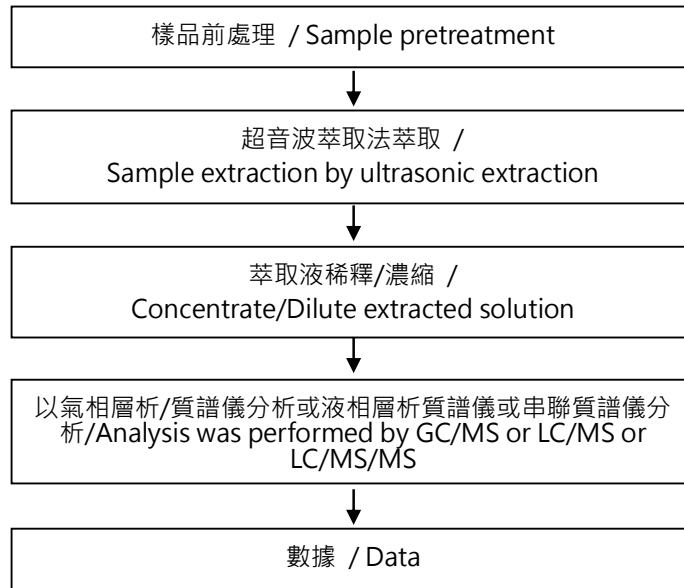 樣品前處理 / Sample pretreatment
超音波萃取法萃取 /
Sample extraction by ultrasonic extraction
萃取液稀釋/濃縮 /
Concentrate/Dilute extracted solution
以氣相層析/質譜儀分析或液相層析質譜儀或串聯質譜儀分
析/Analysis was performed by GC/MS or LC/MS or
LC/MS/MS
數據 / Data